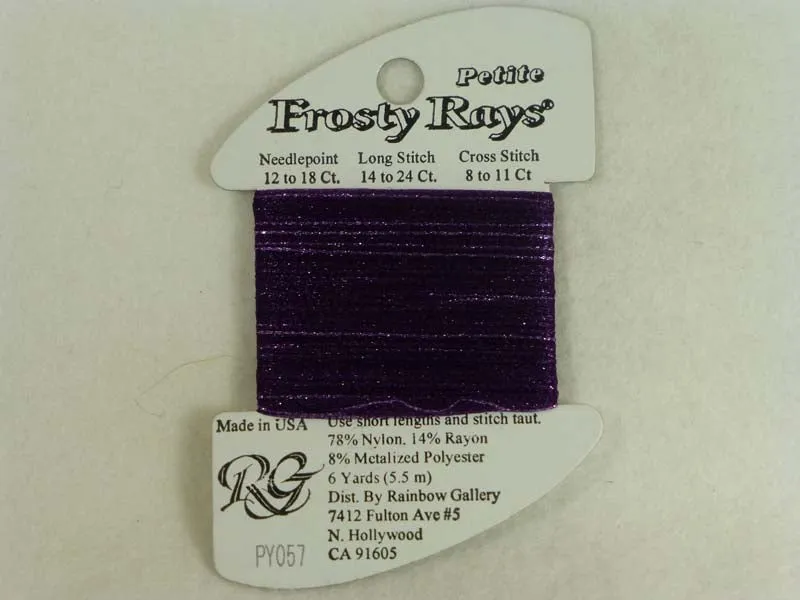 Petite
Frosty Rays®
Needlepoint Long Stitch Cross Stitch
12 to 18 Ct. 14 to 24 Ct. 8 to 11 Ct
Made in USA
Use short lengths and stitch taut.
78% Nylon, 14% Rayon
8% Metalized Polyester
6 Yards (5.5 m)
Dist. By Rainbow Gallery
7412 Fulton Ave #5
N. Hollywood
CA 91605
RG
PY057